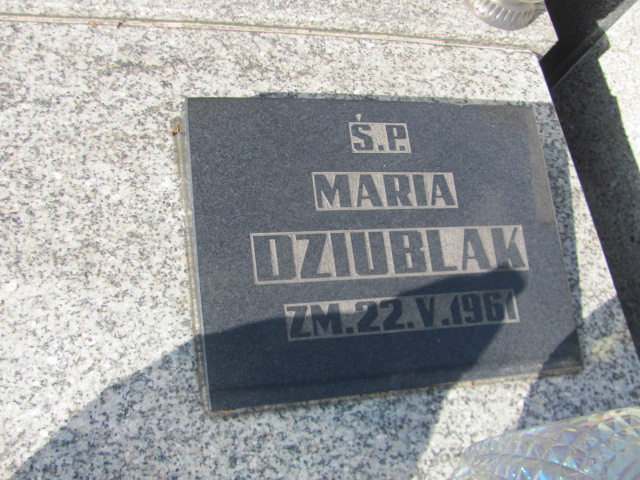 Ś.P.
MARIA
DZIUBLAK
ZM. 22. V. 1961